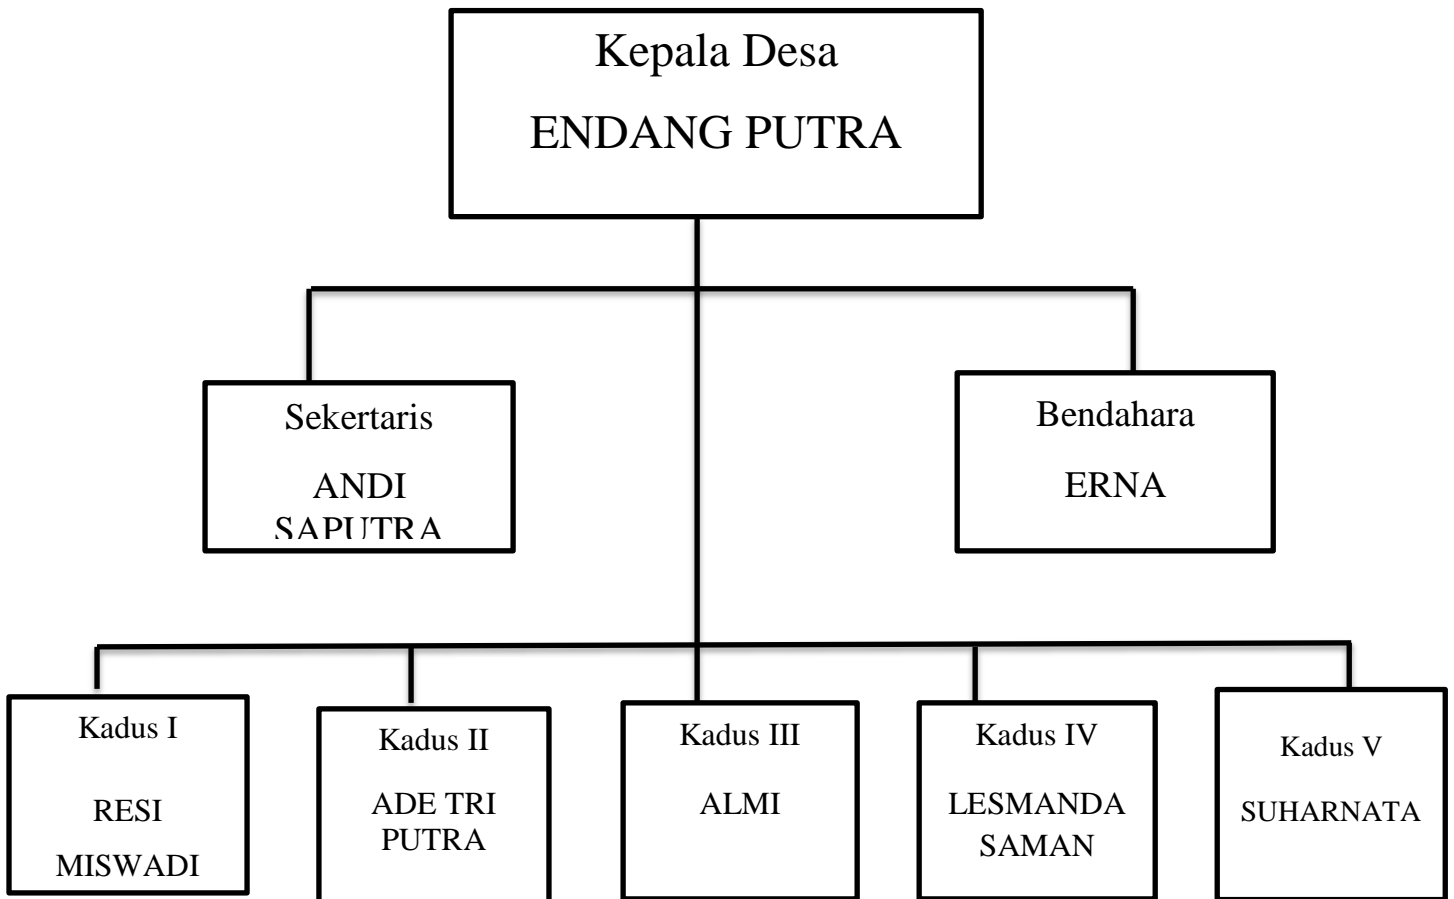 Kepala Desa
ENDANG PUTRA
Sekertaris
ANDI
SAPUTRA
Bendahara
ERNA
Kadus I
RESI
MISWADI
Kadus II
ADE TRI
PUTRA
Kadus III
ALMI
Kadus IV
LESMANDA
SAMAN
Kadus V
SUHARNATA